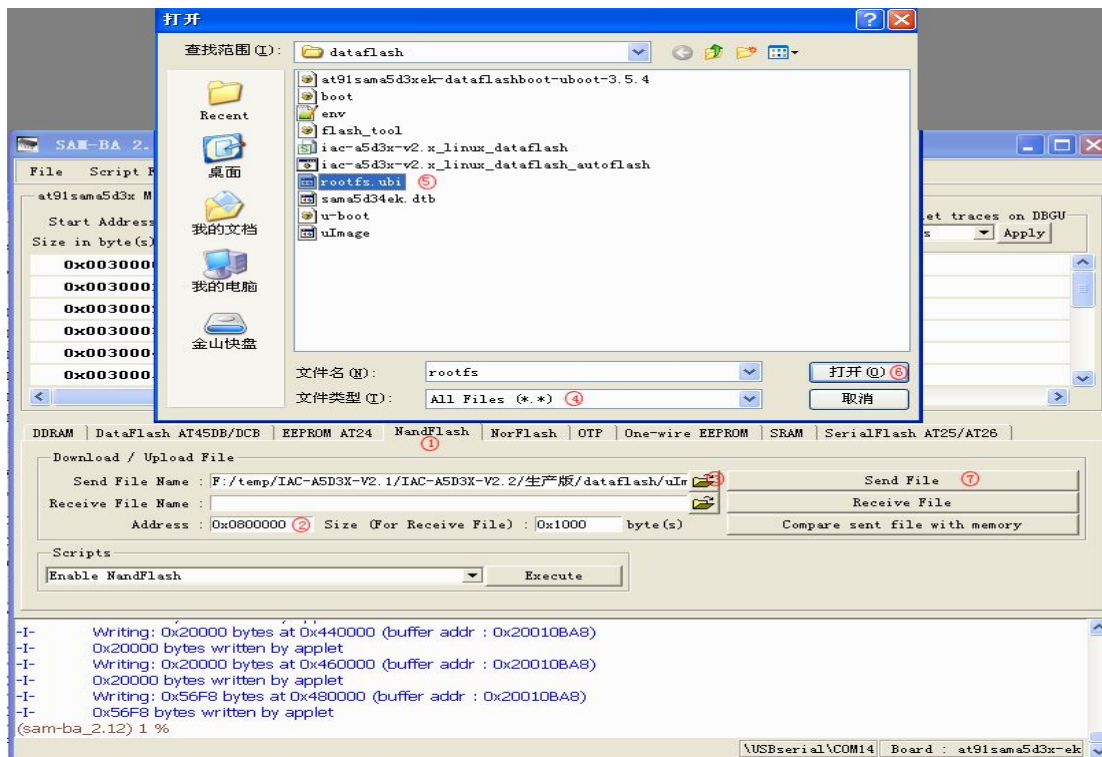 打开
查找范围(I):
dataflash
Recent
桌面
我的文档
我的电脑
金山快盘
at91sama5d3xek-dataflashboot-uboot-3.5.4
boot
env
flash_tool
iac-a5d3x-v2.x_linux_dataflash
iac-a5d3x-v2.x_linux_dataflash_autoflash
rootfs.ubi ⑤
sama5d34ek.dtb
u-boot
uImage
文件名(N):
rootfs
打开(O) ⑥
文件类型(T):
All Files (*.*) ④
取消
SAM-BA 2.
File Script F
at91sama5d3x M
Start Address
Size in byte(s)
et traces on DBGU
s
Apply
0x003000
0x003000
0x003000
0x003000
0x003000
0x003000
DDRAM
DataFlash AT45DB/DCB
EEPROM AT24
NandFlash
①
NorFlash
OTP
One-wire EEPROM
SRAM
SerialFlash AT25/AT26
Download / Upload File
Send File Name : F:/temp/IAC-A5D3X-V2.1/IAC-A5D3X-V2.2/生产版/dataflash/uIm ③
Send File ⑦
Receive File Name :
Receive File
Address : 0x0800000 ② Size (For Receive File) : 0x1000 byte(s)
Compare sent file with memory
Scripts
Enable NandFlash
Execute
-I- Writing: 0x20000 bytes at 0x440000 (buffer addr : 0x20010BA8)
-I- 0x20000 bytes written by applet
-I- Writing: 0x20000 bytes at 0x460000 (buffer addr : 0x20010BA8)
-I- 0x20000 bytes written by applet
-I- Writing: 0x56F8 bytes at 0x480000 (buffer addr : 0x20010BA8)
-I- 0x56F8 bytes written by applet
(sam-ba_2.12) 1 %
\USBserial\COM14
Board : at91sama5d3x-ek